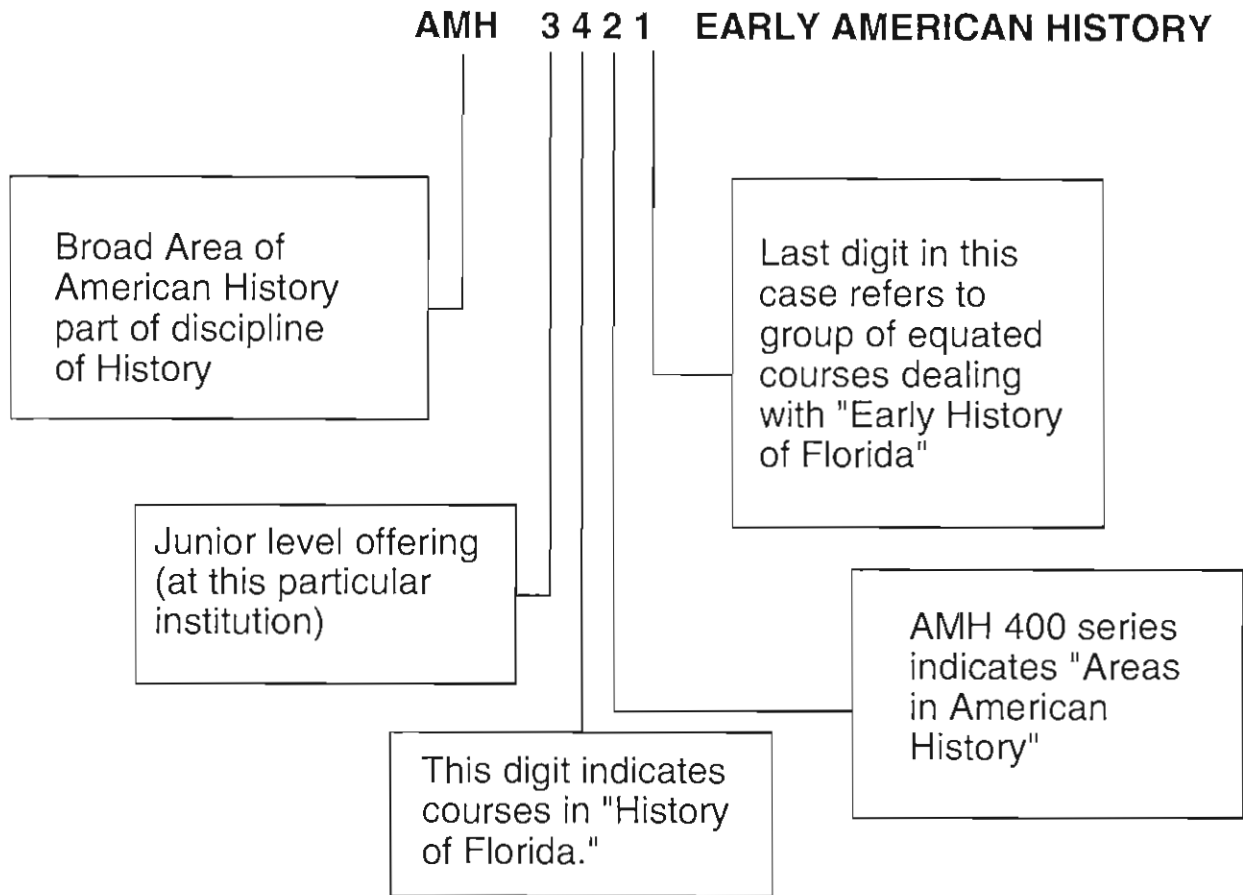 AMH 3 4 2 1 EARLY AMERICAN HISTORY
Broad Area of
American History
part of discipline
of History
Last digit in this
case refers to
group of equated
courses dealing
with "Early History
of Florida"
Junior level offering
(at this particular
institution)
AMH 400 series
indicates "Areas
in American
History"
This digit indicates
courses in "History
of Florida."